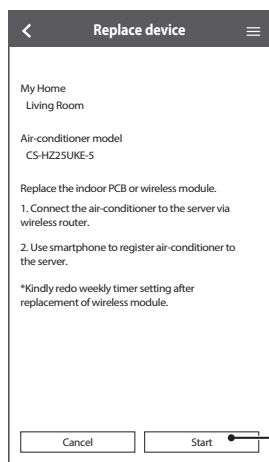 Replace device
My Home
Living Room
Air-conditioner model
CS-HZ25UKE-5
Replace the indoor PCB or wireless module.
1. Connect the air-conditioner to the server via
wireless router.
2. Use smartphone to register air-conditioner to
the server.
*Kindly redo weekly timer setting after
replacement of wireless module.
Cancel
Start